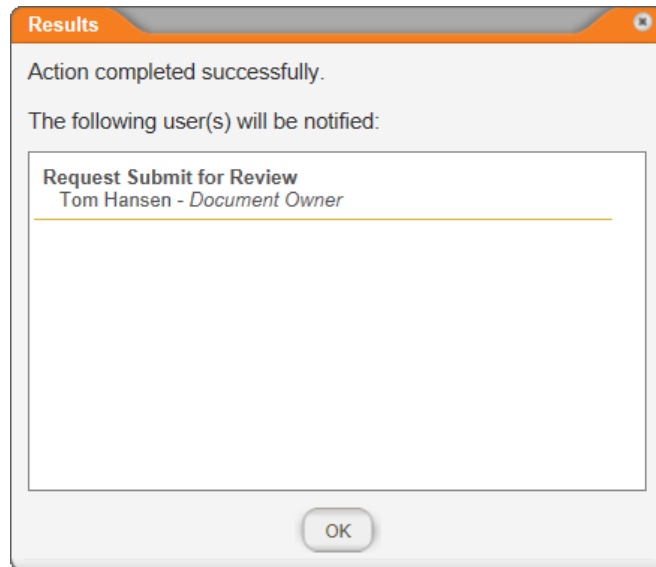 Results
Action completed successfully.
The following user(s) will be notified:
Request Submit for Review
Tom Hansen - Document Owner
OK